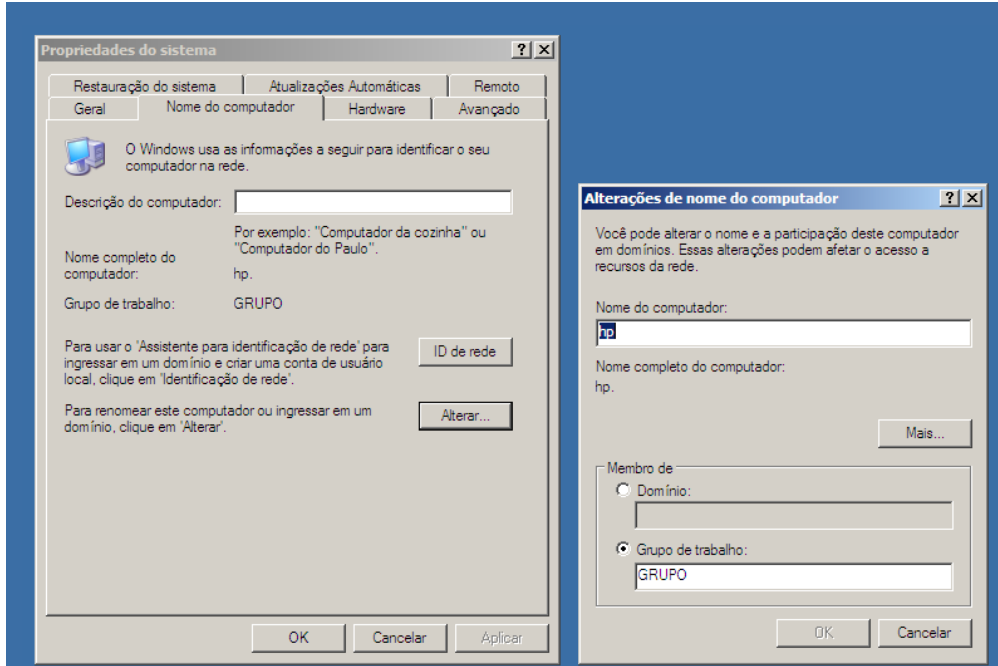 Propriedades do sistema
Restauração do sistema
Atualizações Automáticas
Remoto
Geral
Nome do computador
Hardware
Avançado
O Windows usa as informações a seguir para identificar o seu
computador na rede.
Descrição do computador:
Por exemplo: "Computador da cozinha" ou
"Computador do Paulo".
Nome completo do
computador:
hp.
Grupo de trabalho:
GRUPO
Para usar o 'Assistente para identificação de rede' para
ingressar em um domínio e criar uma conta de usuário
local, clique em 'Identificação de rede'.
ID de rede
Para renomear este computador ou ingressar em um
domínio, clique em 'Alterar'.
Alterar...
OK
Cancelar
Aplicar
Alterações de nome do computador
Você pode alterar o nome e a participação deste computador
em domínios. Essas alterações podem afetar o acesso a
recursos da rede.
Nome do computador:
hp
Nome completo do computador:
hp.
Mais...
Membro de
Domínio:
Grupo de trabalho:
GRUPO
OK
Cancelar